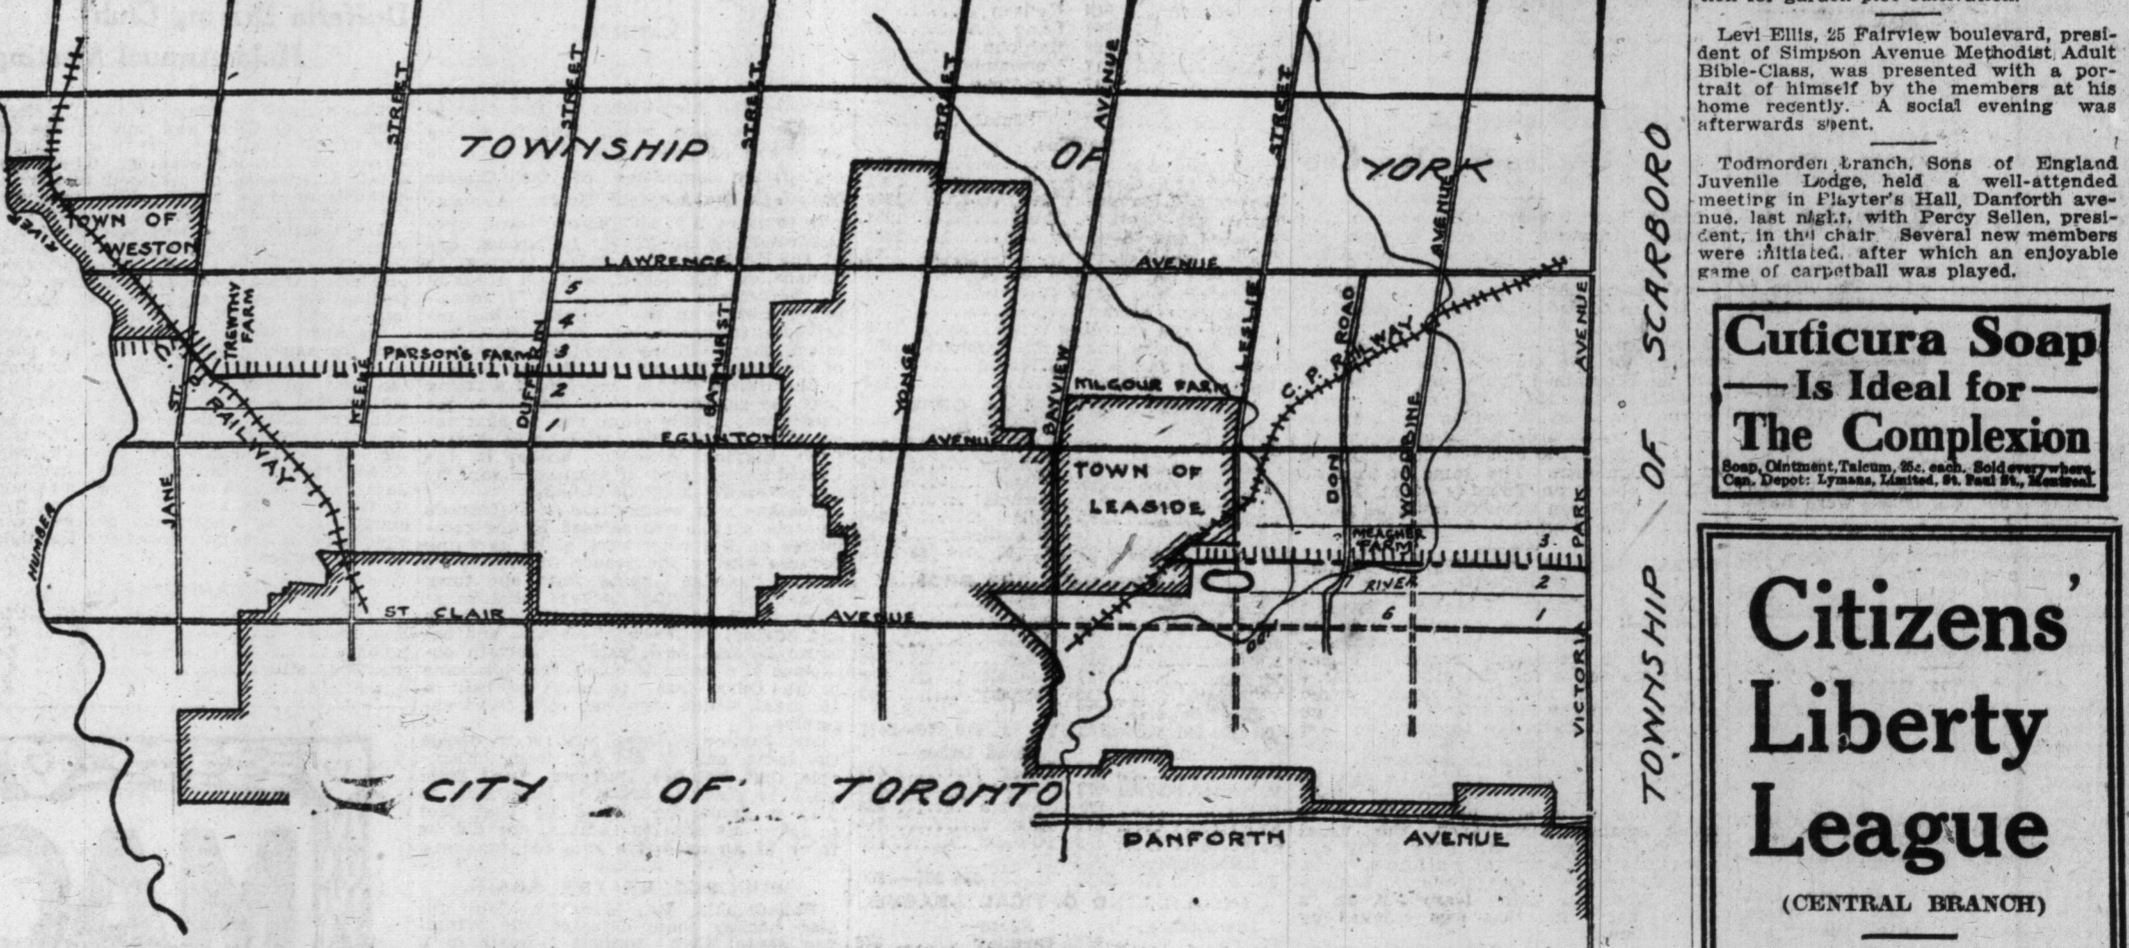 STREET
STREET
STREET.
STREET
AVENUE
STREET
AVENUE
TOWNSHIP OF YORK
RIVER
TOWN OF
WESTON
LAWRENCE AVENUE
TREWTHY
FARM
5
4
PARSON'S FARM 3
2
1
C. P. RAILWAY
ST.
JANE
KEELE
DUFFERIN
BATHURST
YONGE
BAYVIEW
LESLIE
DON ROAD
WOODBINE
VICTORIA PARK AVENUE
KILGOUR FARM
C. P. RAILWAY
EGLINTON AVENUE
TOWN OF
LEASIDE
MEAGHER
FARM
3
2
RIVER
6
1
HUMBER
ST CLAIR AVENUE
CITY OF TORONTO
DANFORTH AVENUE
TOWNSHIP OF SCARBORO
Levi Ellis, 25 Fairview boulevard, presi-
dent of Simpson Avenue Methodist Adult
Bible-Class, was presented with a por-
trait of himself by the members at his
home recently. A social evening was
afterwards spent.
Todmorden branch, Sons of England
Juvenile Lodge, held a well-attended
meeting in Playter's Hall, Danforth ave-
nue, last night, with Percy Sellen, presi-
dent, in the chair. Several new members
were initiated, after which an enjoyable
game of carpetball was played.
Cuticura Soap
Is Ideal for
The Complexion
Soap, Ointment, Talcum, 25c. each. Sold everywhere.
Can. Depot: Lymans, Limited, St. Paul St., Montreal.
Citizens'
Liberty
League
(CENTRAL BRANCH)